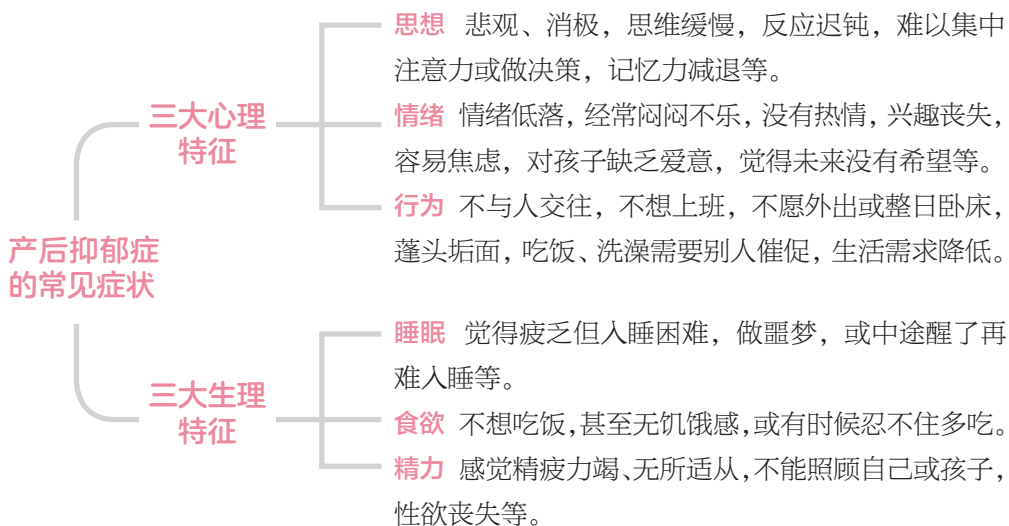 产后抑郁症
的常见症状
三大心理
特征
思想 悲观、消极，思维缓慢，反应迟钝，难以集中
注意力或做决策，记忆力减退等。
情绪 情绪低落，经常闷闷不乐，没有热情，兴趣丧失，
容易焦虑，对孩子缺乏爱意，觉得未来没有希望等。
行为 不与人交往，不想上班，不愿外出或整日卧床，
蓬头垢面，吃饭、洗澡需要别人催促，生活需求降低。
三大生理
特征
睡眠 觉得疲乏但入睡困难，做噩梦，或中途醒了再
难入睡等。
食欲 不想吃饭，甚至无饥饿感，或有时候忍不住多吃。
精力 感觉精疲力竭、无所适从，不能照顾自己或孩子，
性欲丧失等。